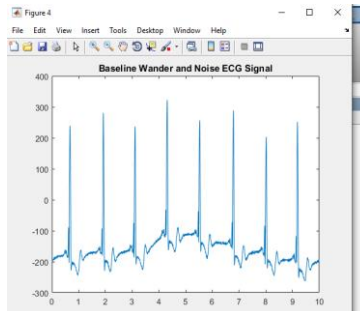 Figure 4
File Edit View Insert Tools Desktop Window Help
Baseline Wander and Noise ECG Signal
400
300
200
100
0
-100
-200
-300
0 1 2 3 4 5 6 7 8 9 10